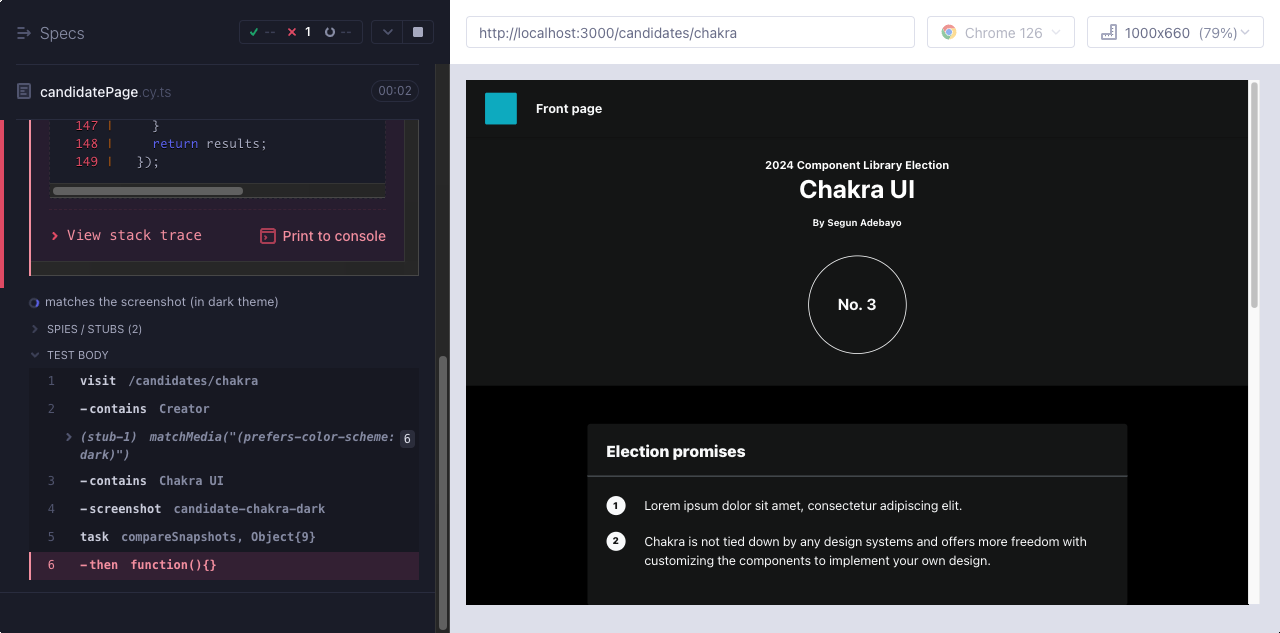 Specs
--
1
--
http://localhost:3000/candidates/chakra
Chrome 126
1000x660 (79%)
candidatePage.cy.ts
00:02
147 | }
148 | return results;
149 | });
View stack trace
Print to console
matches the screenshot (in dark theme)
SPIES / STUBS (2)
TEST BODY
1 visit /candidates/chakra
2 -contains Creator
(stub-1) matchMedia("(prefers-color-scheme: 6
dark)")
3 -contains Chakra UI
4 -screenshot candidate-chakra-dark
5 task compareSnapshots, Object{9}
6 -then function(){}
Front page
2024 Component Library Election
Chakra UI
By Segun Adebayo
No. 3
Election promises
1 Lorem ipsum dolor sit amet, consectetur adipiscing elit.
2 Chakra is not tied down by any design systems and offers more freedom with
customizing the components to implement your own design.